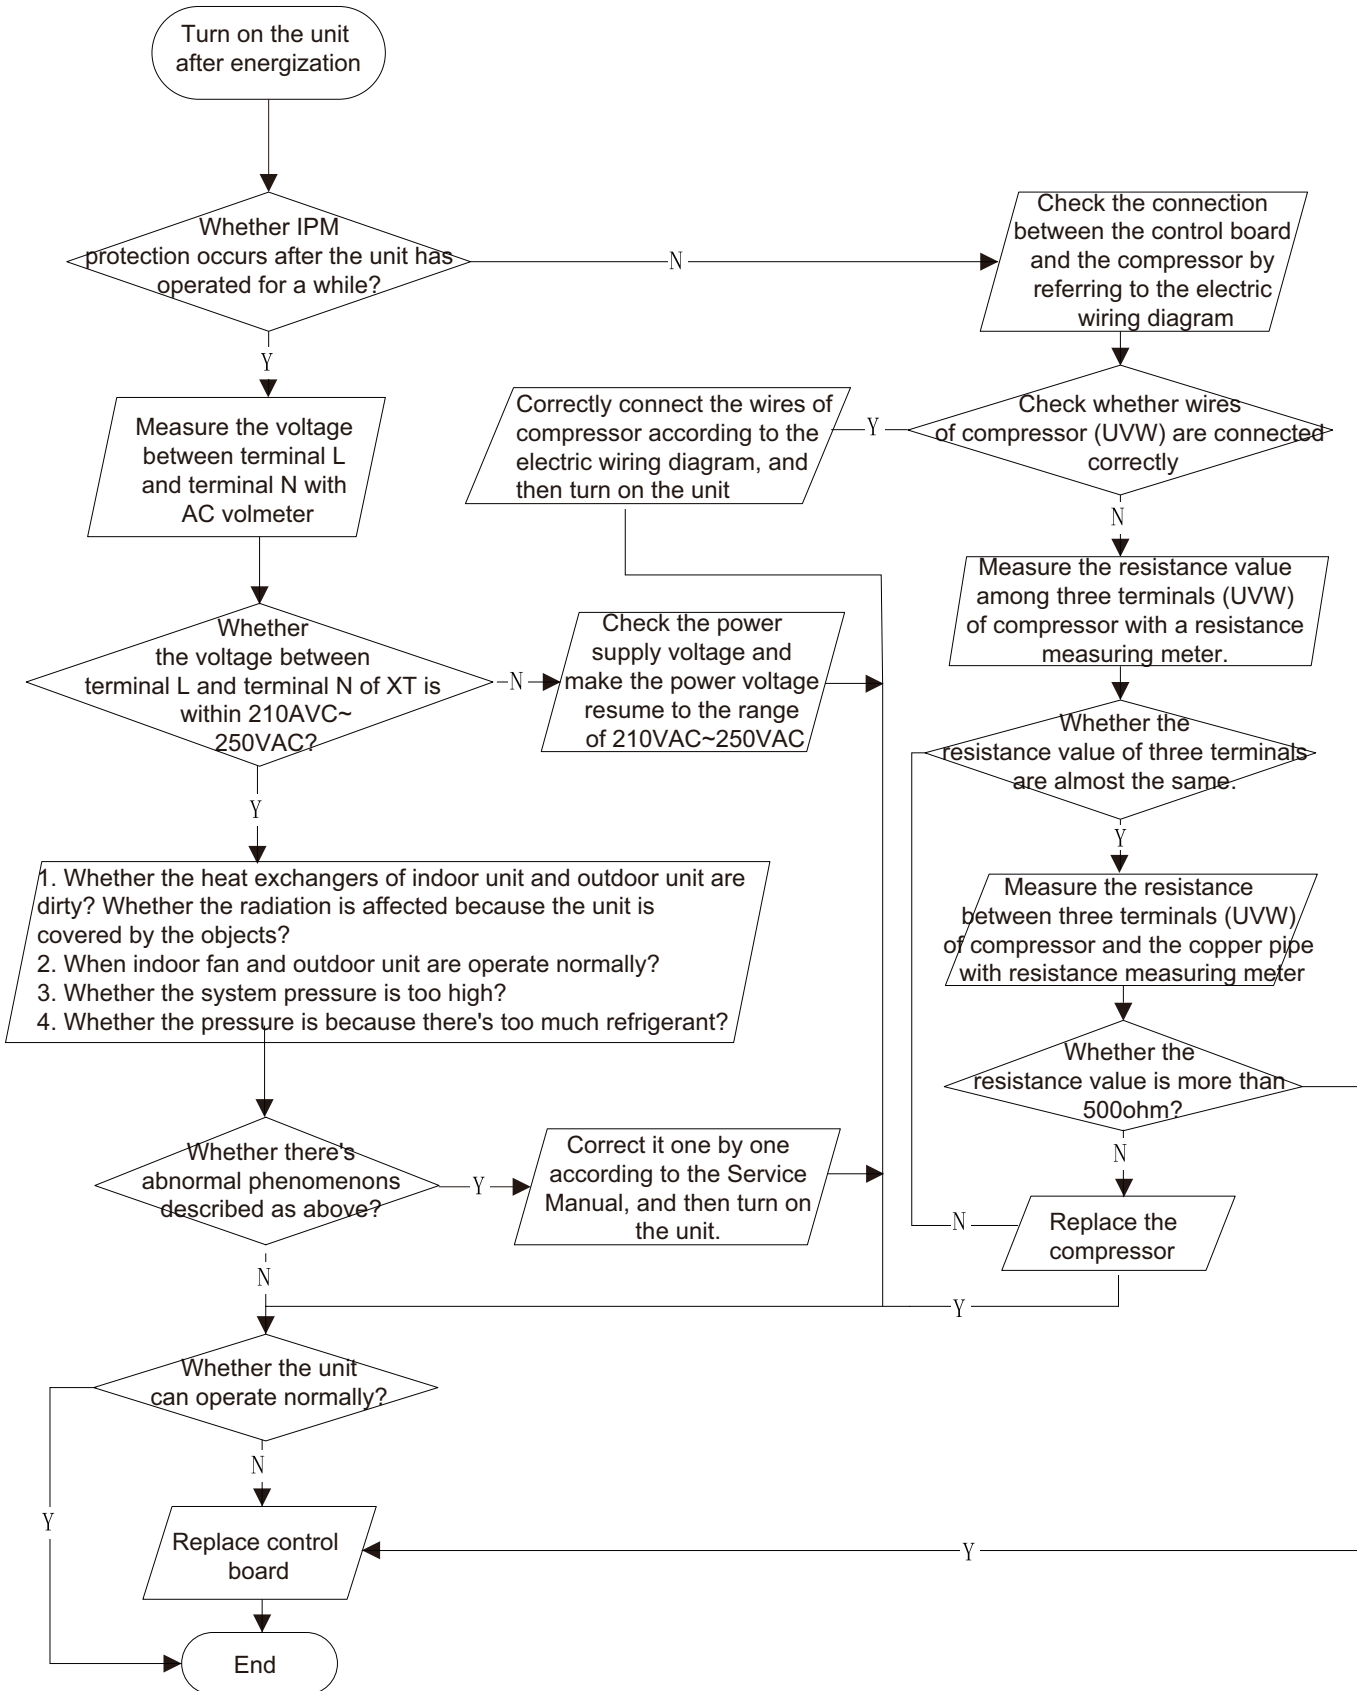 Turn on the unit
after energization
Whether IPM
protection occurs after the unit has
operated for a while?
N
Check the connection
between the control board
and the compressor by
referring to the electric
wiring diagram
Y
Measure the voltage
between terminal L
and terminal N with
AC volmeter
Correctly connect the wires of
compressor according to the
electric wiring diagram, and
then turn on the unit
Y
Check whether wires
of compressor (UVW) are connected
correctly
N
Measure the resistance value
among three terminals (UVW)
of compressor with a resistance
measuring meter.
Whether
the voltage between
terminal L and terminal N of XT is
within 210AVC~
250VAC?
N
Check the power
supply voltage and
make the power voltage
resume to the range
of 210VAC~250VAC
Whether the
resistance value of three terminals
are almost the same.
Y
Y
1. Whether the heat exchangers of indoor unit and outdoor unit are
dirty? Whether the radiation is affected because the unit is
covered by the objects?
2. When indoor fan and outdoor unit are operate normally?
3. Whether the system pressure is too high?
4. Whether the pressure is because there's too much refrigerant?
Measure the resistance
between three terminals (UVW)
of compressor and the copper pipe
with resistance measuring meter
Whether the
resistance value is more than
500ohm?
N
Whether there's
abnormal phenomenons
described as above?
Y
Correct it one by one
according to the Service
Manual, and then turn on
the unit.
N
Replace the
compressor
N
Y
Whether the unit
can operate normally?
N
Y
Replace control
board
Y
End